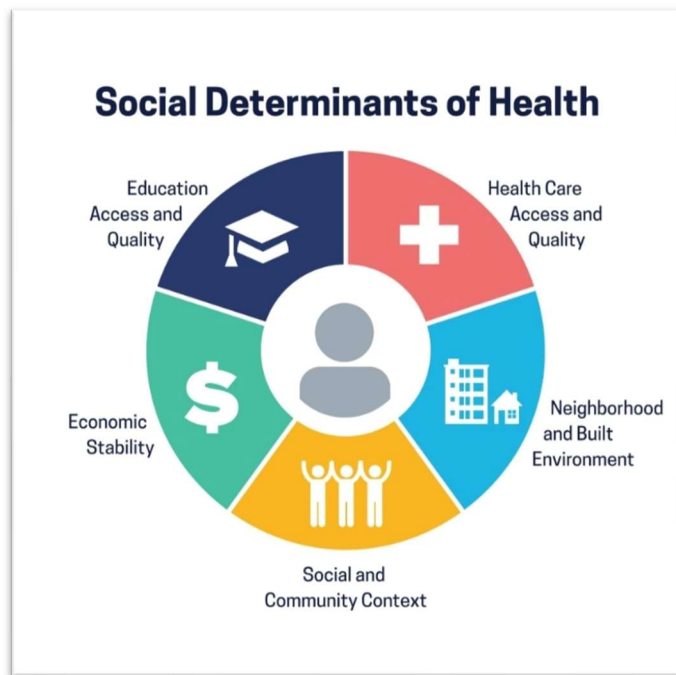 Social Determinants of Health
Education
Access and
Quality
Health Care
Access and
Quality
Economic
Stability
Neighborhood
and Built
Environment
Social and
Community Context